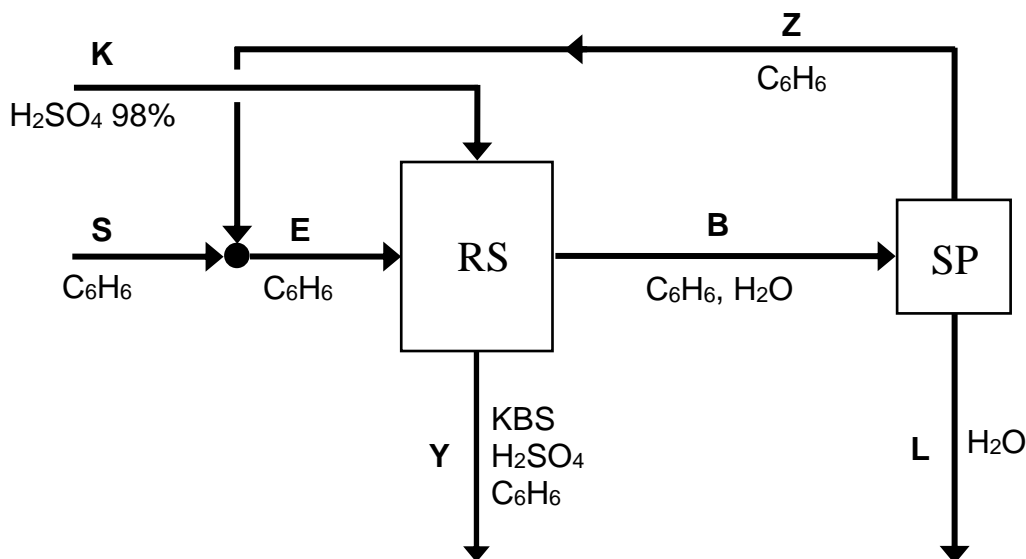 Z
K
C₆H₆
H₂SO₄ 98%
S
E
B
RS
SP
C₆H₆
C₆H₆
C₆H₆, H₂O
KBS
Y
H₂SO₄
L
H₂O
C₆H₆